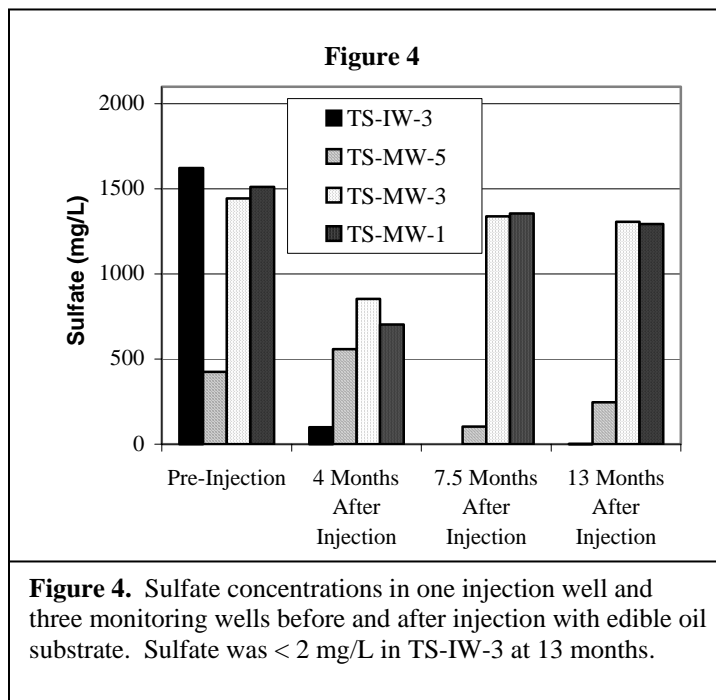 Figure 4
2000
1500
1000
500
0
Sulfate (mg/L)
TS-IW-3
TS-MW-5
TS-MW-3
TS-MW-1
Pre-Injection
4 Months
After
Injection
7.5 Months
After
Injection
13 Months
After
Injection
Figure 4. Sulfate concentrations in one injection well and
three monitoring wells before and after injection with edible oil
substrate. Sulfate was < 2 mg/L in TS-IW-3 at 13 months.